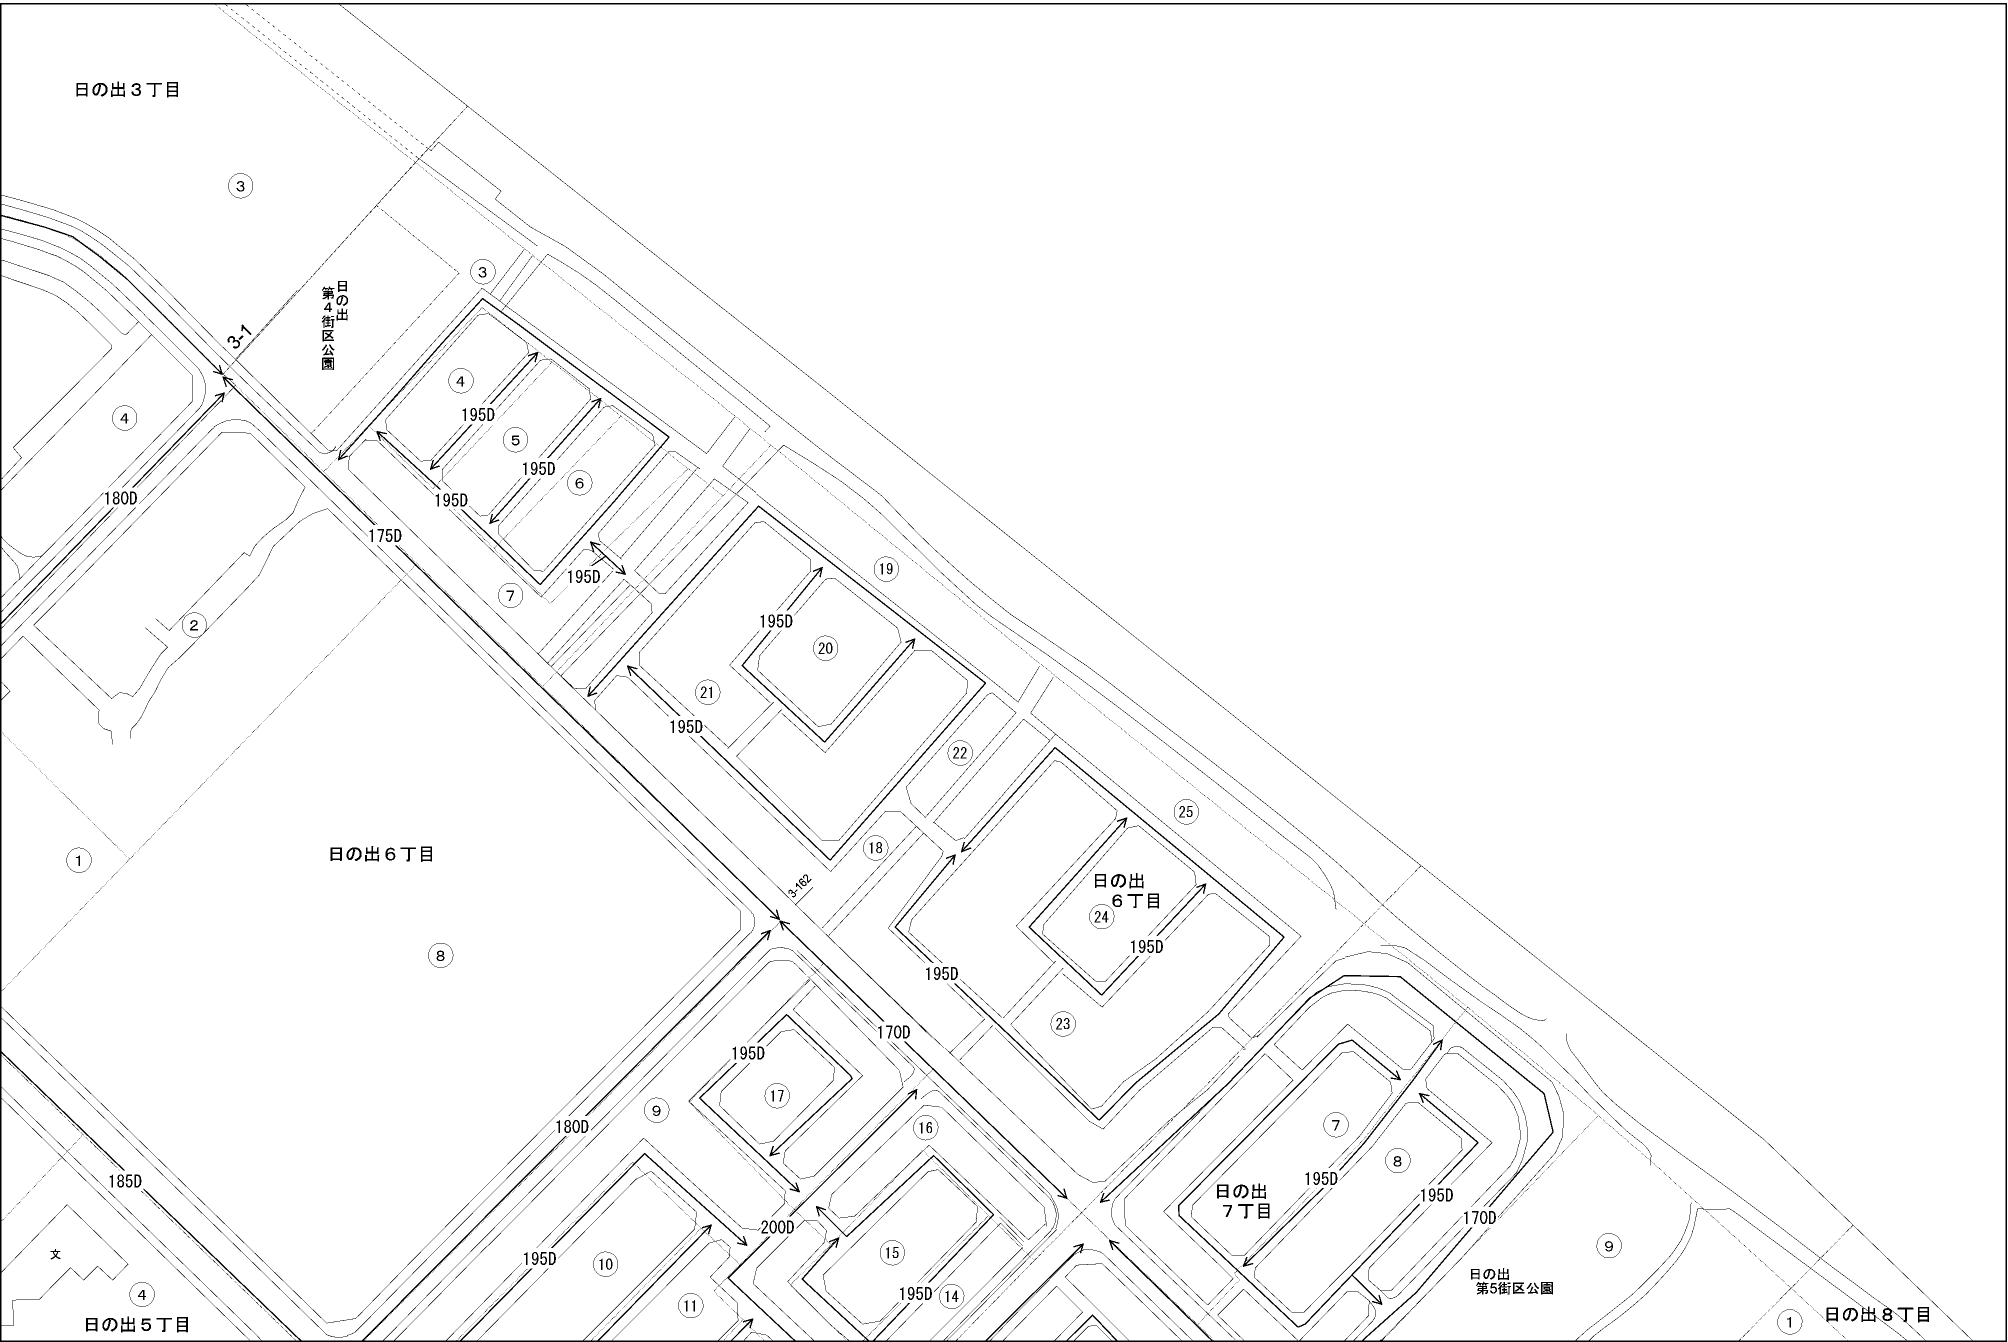 日の出３丁目
3
3
日の出
第４街区公園
3-1
4
4
195D
5
195D
6
180D
195D
175D
19
195D
7
2
195D
20
21
195D
22
25
18
日の出６丁目
1
3-162
日の出
６丁目
24
8
195D
195D
23
170D
195D
17
9
7
16
180D
8
185D
195D
日の出
７丁目
195D
170D
200D
文
195D
10
15
9
日の出
第5街区公園
4
195D
14
11
日の出５丁目
1
日の出８丁目